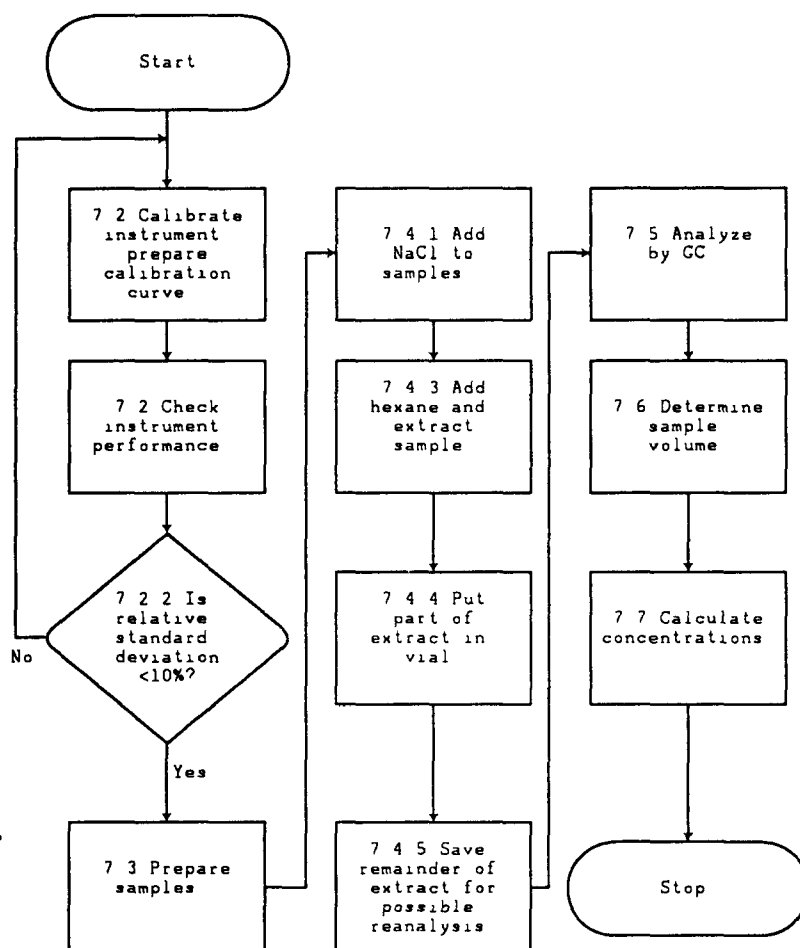 Start
7 2 Calibrate
instrument
prepare
calibration
curve
7 2 Check
instrument
performance
7 2 2 Is
relative
standard
deviation
<10%?
No
Yes
7 3 Prepare
samples
7 4 1 Add
NaCl to
samples
7 4 3 Add
hexane and
extract
sample
7 4 4 Put
part of
extract in
vial
7 4 5 Save
remainder of
extract for
possible
reanalysis
7 5 Analyze
by GC
7 6 Determine
sample
volume
7 7 Calculate
concentrations
Stop